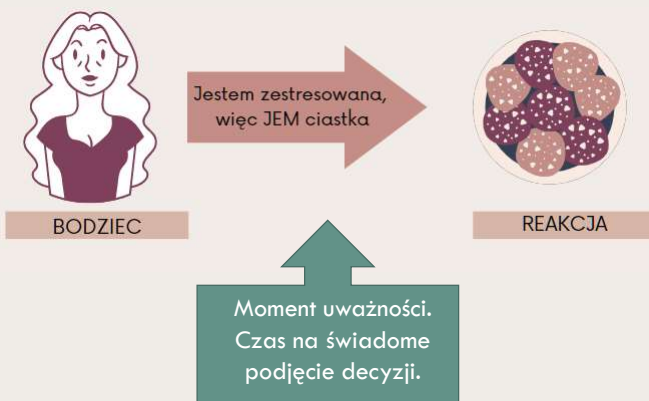 Jestem zestresowana,
więc JEM ciastka
BODZIEC
REAKCJA
Moment uważności.
Czas na świadome
podjęcie decyzji.